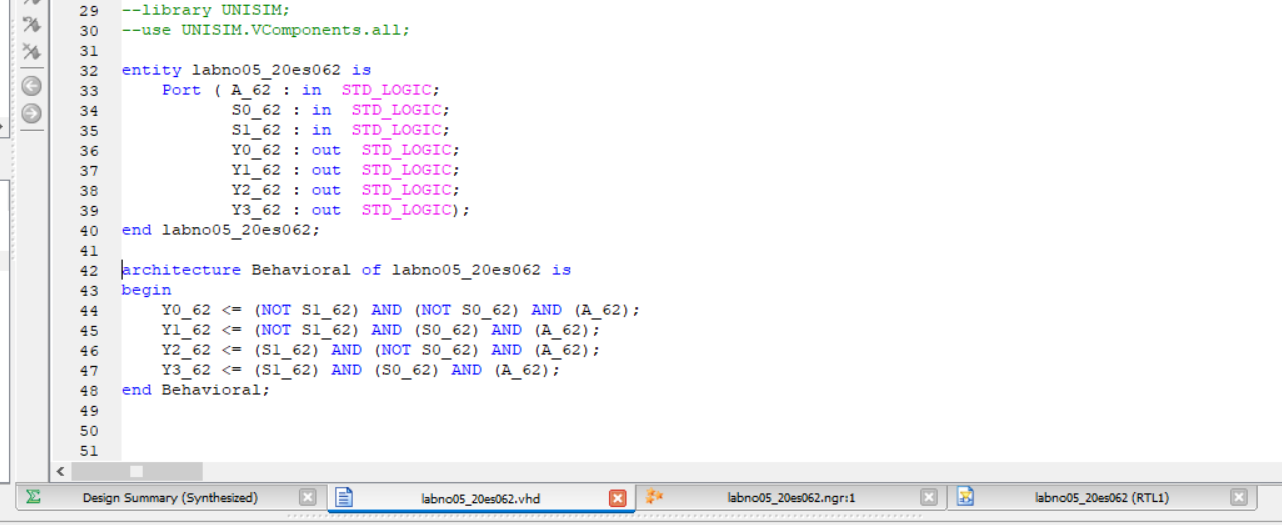 29 --library UNISIM;
30 --use UNISIM.VComponents.all;
31
32 entity labno05_20es062 is
33     Port ( A_62 : in  STD_LOGIC;
34            S0_62 : in  STD_LOGIC;
35            S1_62 : in  STD_LOGIC;
36            Y0_62 : out  STD_LOGIC;
37            Y1_62 : out  STD_LOGIC;
38            Y2_62 : out  STD_LOGIC;
39            Y3_62 : out  STD_LOGIC);
40 end labno05_20es062;
41
42 architecture Behavioral of labno05_20es062 is
43 begin
44     Y0_62 <= (NOT S1_62) AND (NOT S0_62) AND (A_62);
45     Y1_62 <= (NOT S1_62) AND (S0_62) AND (A_62);
46     Y2_62 <= (S1_62) AND (NOT S0_62) AND (A_62);
47     Y3_62 <= (S1_62) AND (S0_62) AND (A_62);
48 end Behavioral;
49
50
51
Design Summary (Synthesized) labno05_20es062.vhd labno05_20es062.ngr:1 labno05_20es062 (RTL1)